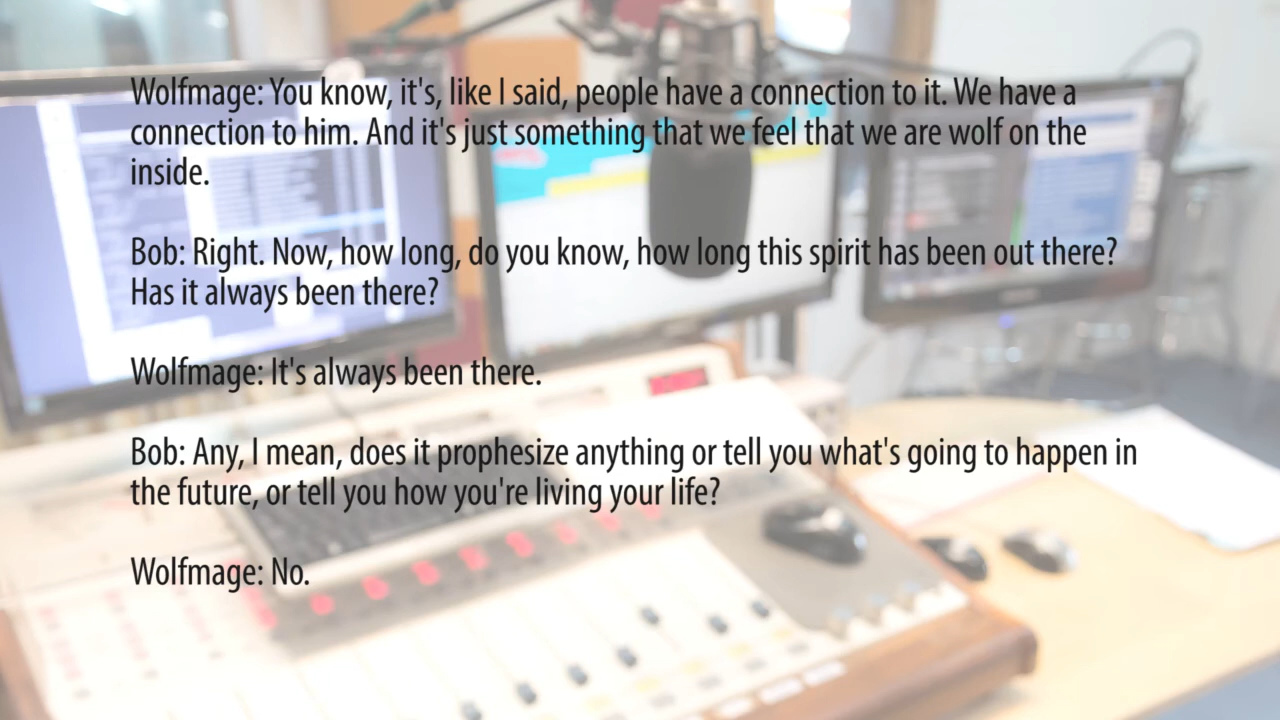 Wolfmage: You know, it's, like I said, people have a connection to it. We have a
connection to him. And it's just something that we feel that we are wolf on the
inside.
Bob: Right. Now, how long, do you know, how long this spirit has been out there?
Has it always been there?
Wolfmage: It's always been there.
Bob: Any, I mean, does it prophesize anything or tell you what's going to happen in
the future, or tell you how you're living your life?
Wolfmage: No.